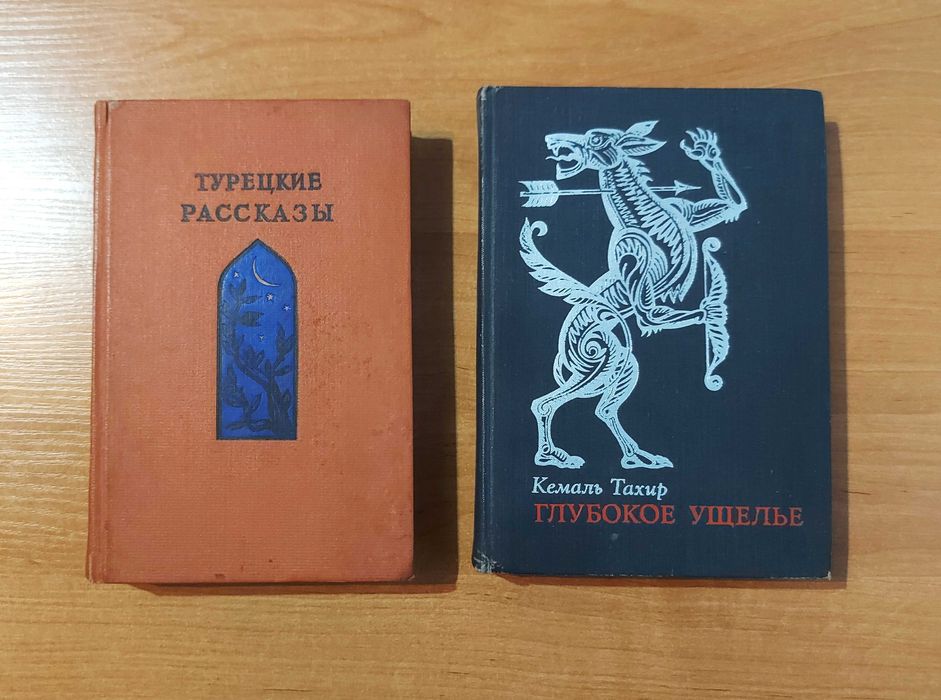 ТУРЕЦКИЕ
РАССКАЗЫ
Кемаль Тахир
ГЛУБОКОЕ УЩЕЛЬЕ